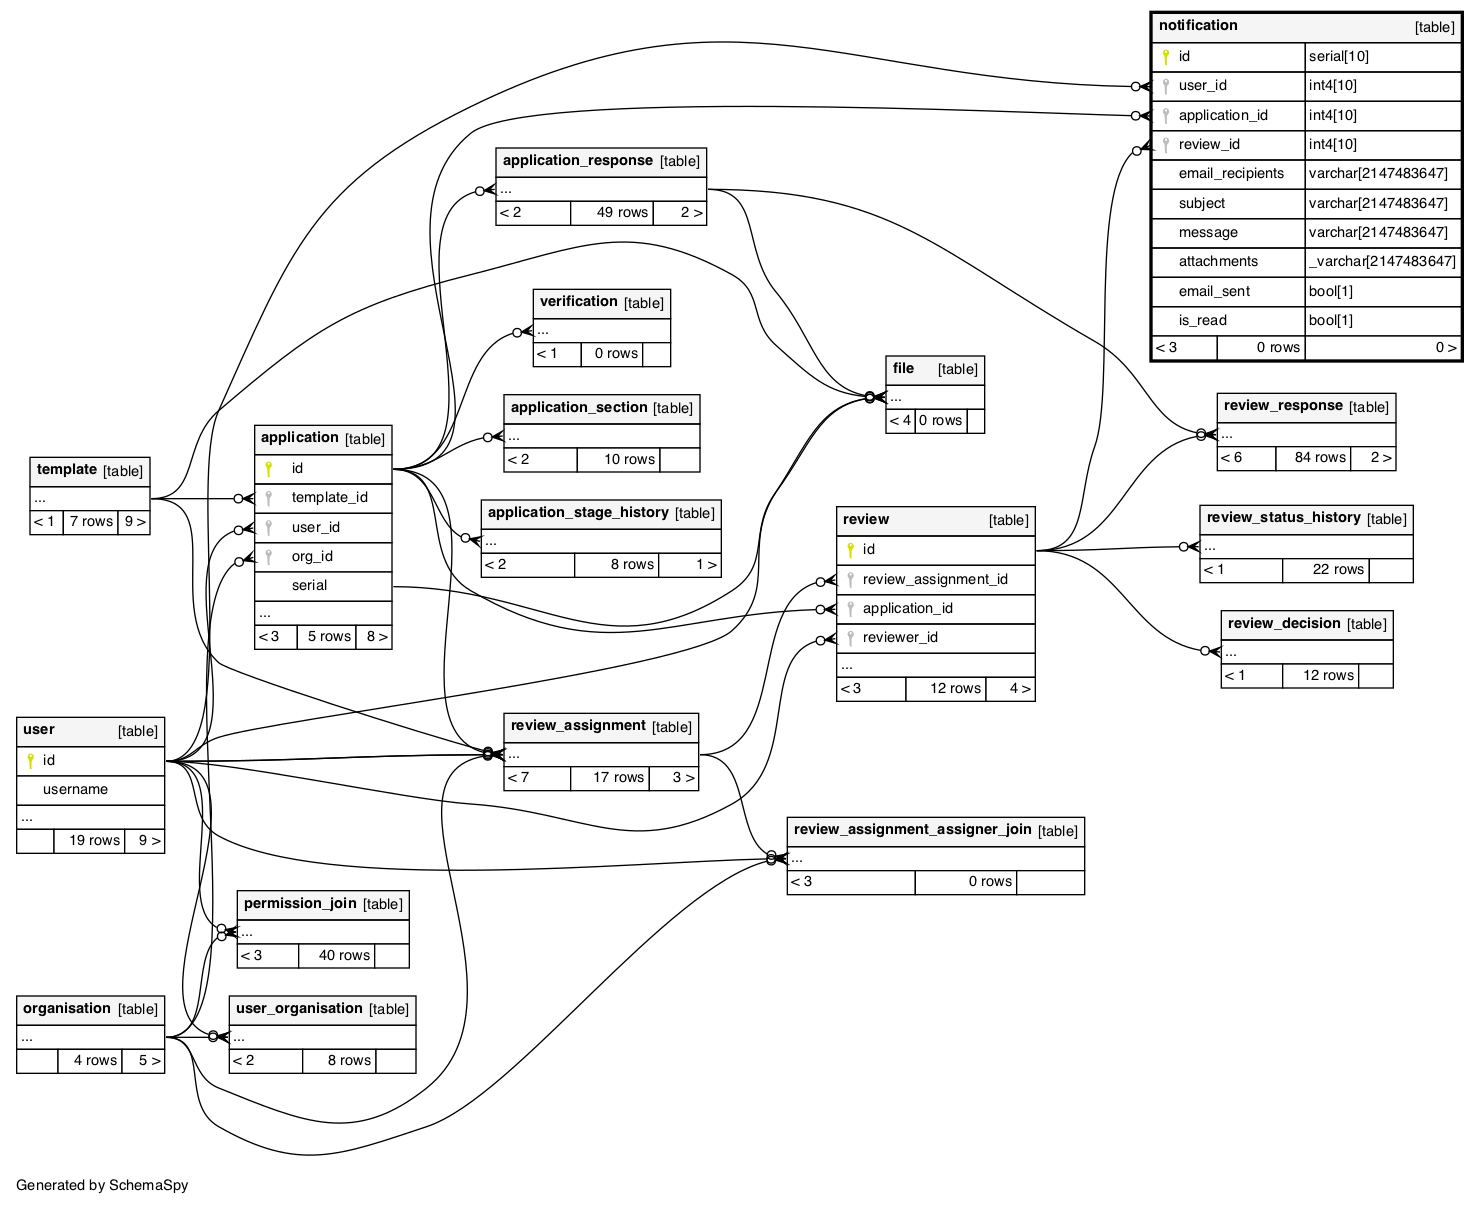 notification [table]
id serial[10]
user_id int4[10]
application_id int4[10]
review_id int4[10]
email_recipients varchar[2147483647]
subject varchar[2147483647]
message varchar[2147483647]
attachments _varchar[2147483647]
email_sent bool[1]
is_read bool[1]
< 3 0 rows 0 >
application_response [table]
...
< 2 49 rows 2 >
verification [table]
...
< 1 0 rows
file [table]
...
< 4 0 rows
application_section [table]
...
< 2 10 rows
review_response [table]
...
< 6 84 rows 2 >
application [table]
id
template_id
user_id
org_id
serial
...
< 3 5 rows 8 >
template [table]
...
< 1 7 rows 9 >
application_stage_history [table]
...
< 2 8 rows 1 >
review [table]
id
review_assignment_id
application_id
reviewer_id
...
< 3 12 rows 4 >
review_status_history [table]
...
< 1 22 rows
review_decision [table]
...
< 1 12 rows
user [table]
id
username
...
19 rows 9 >
review_assignment [table]
...
< 7 17 rows 3 >
review_assignment_assigner_join [table]
...
< 3 0 rows
permission_join [table]
...
< 3 40 rows
organisation [table]
...
4 rows 5 >
user_organisation [table]
...
< 2 8 rows
Generated by SchemaSpy